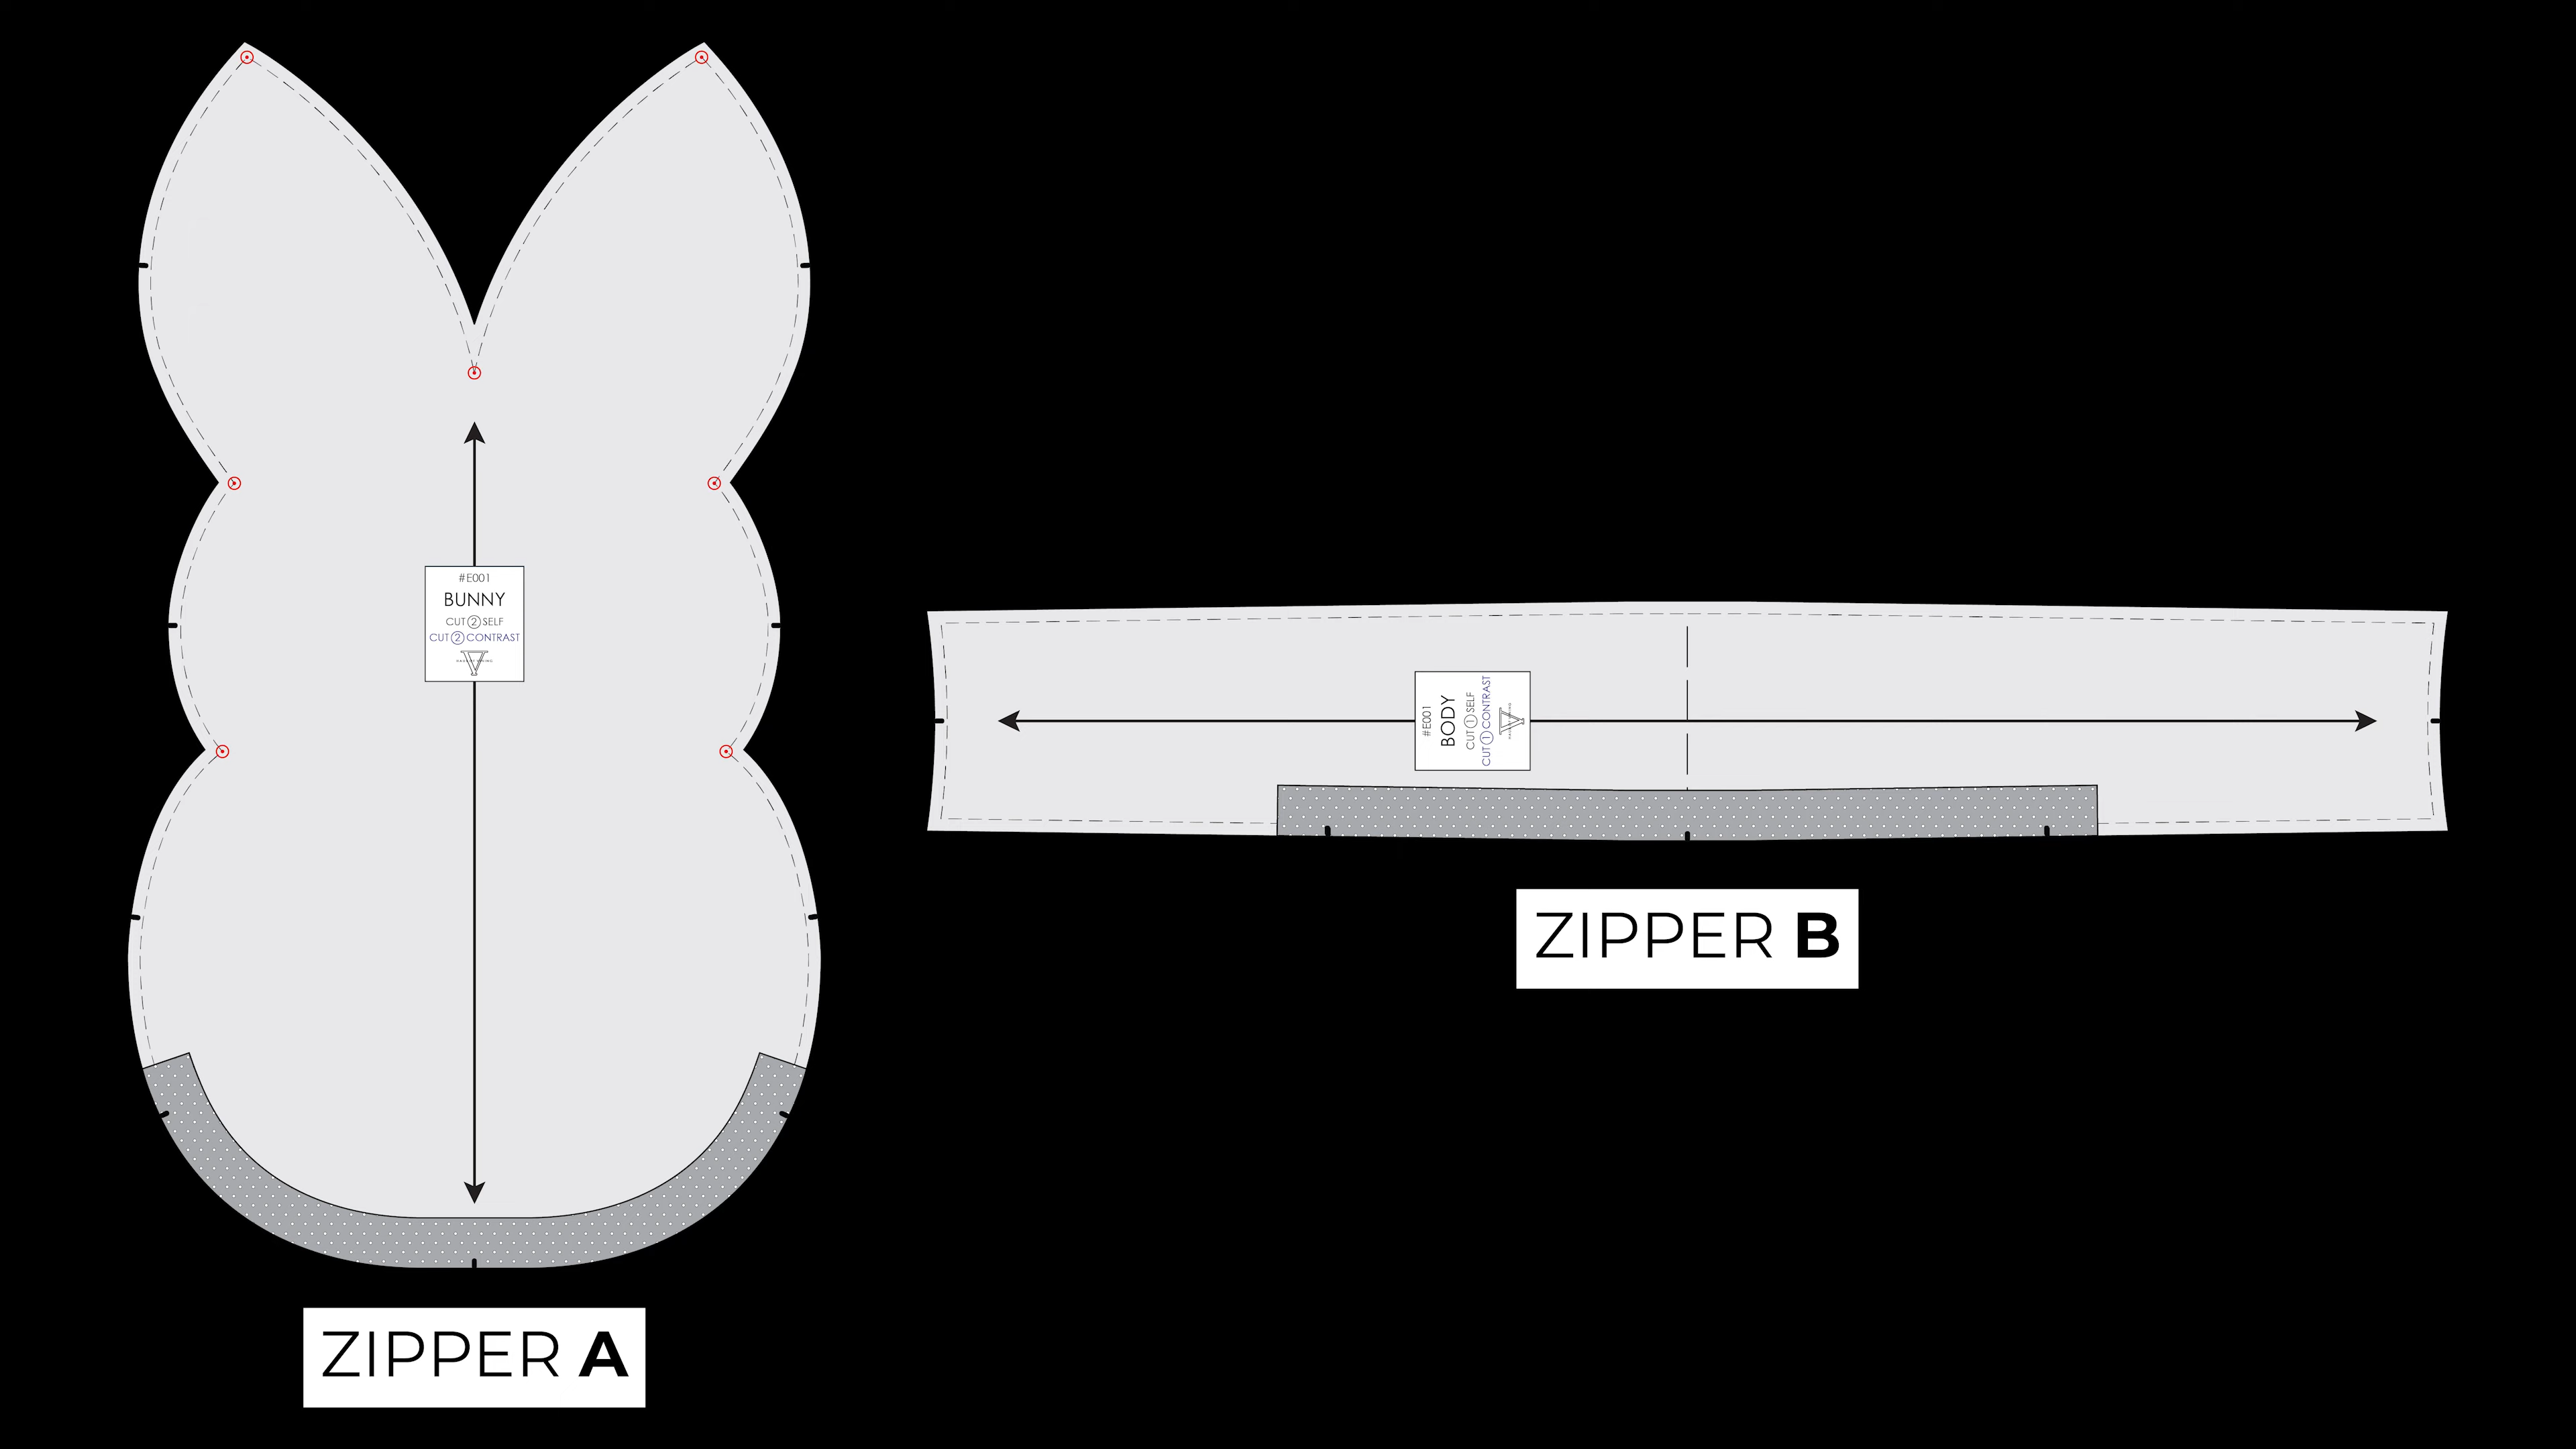 #E001
BUNNY
CUT 2 SELF
CUT 2 CONTRAST
ZIPPER A
#E001
BODY
CUT 1 SELF
CUT 1 CONTRAST
ZIPPER B